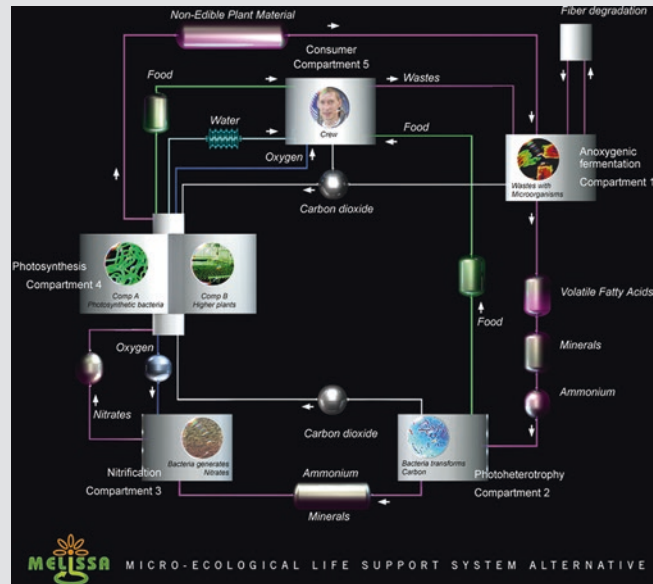 Non-Edible Plant Material
Fiber degradation
Consumer
Compartment 5
Food
Wastes
Water
Crew
Food
Oxygen
Anoxygenic
fermentation
Compartment 1
Wastes with
Microorganisms
Carbon dioxide
Photosynthesis
Compartment 4
Comp A
Photosynthetic bacteria
Comp B
Higher plants
Volatile Fatty Acids
Food
Minerals
Oxygen
Ammonium
Nitrates
Carbon dioxide
Bacteria generates
Nitrates
Nitrification
Compartment 3
Ammonium
Minerals
Bacteria transforms
Carbon
Photoheterotrophy
Compartment 2
MELISSA MICRO-ECOLOGICAL LIFE SUPPORT SYSTEM ALTERNATIVE